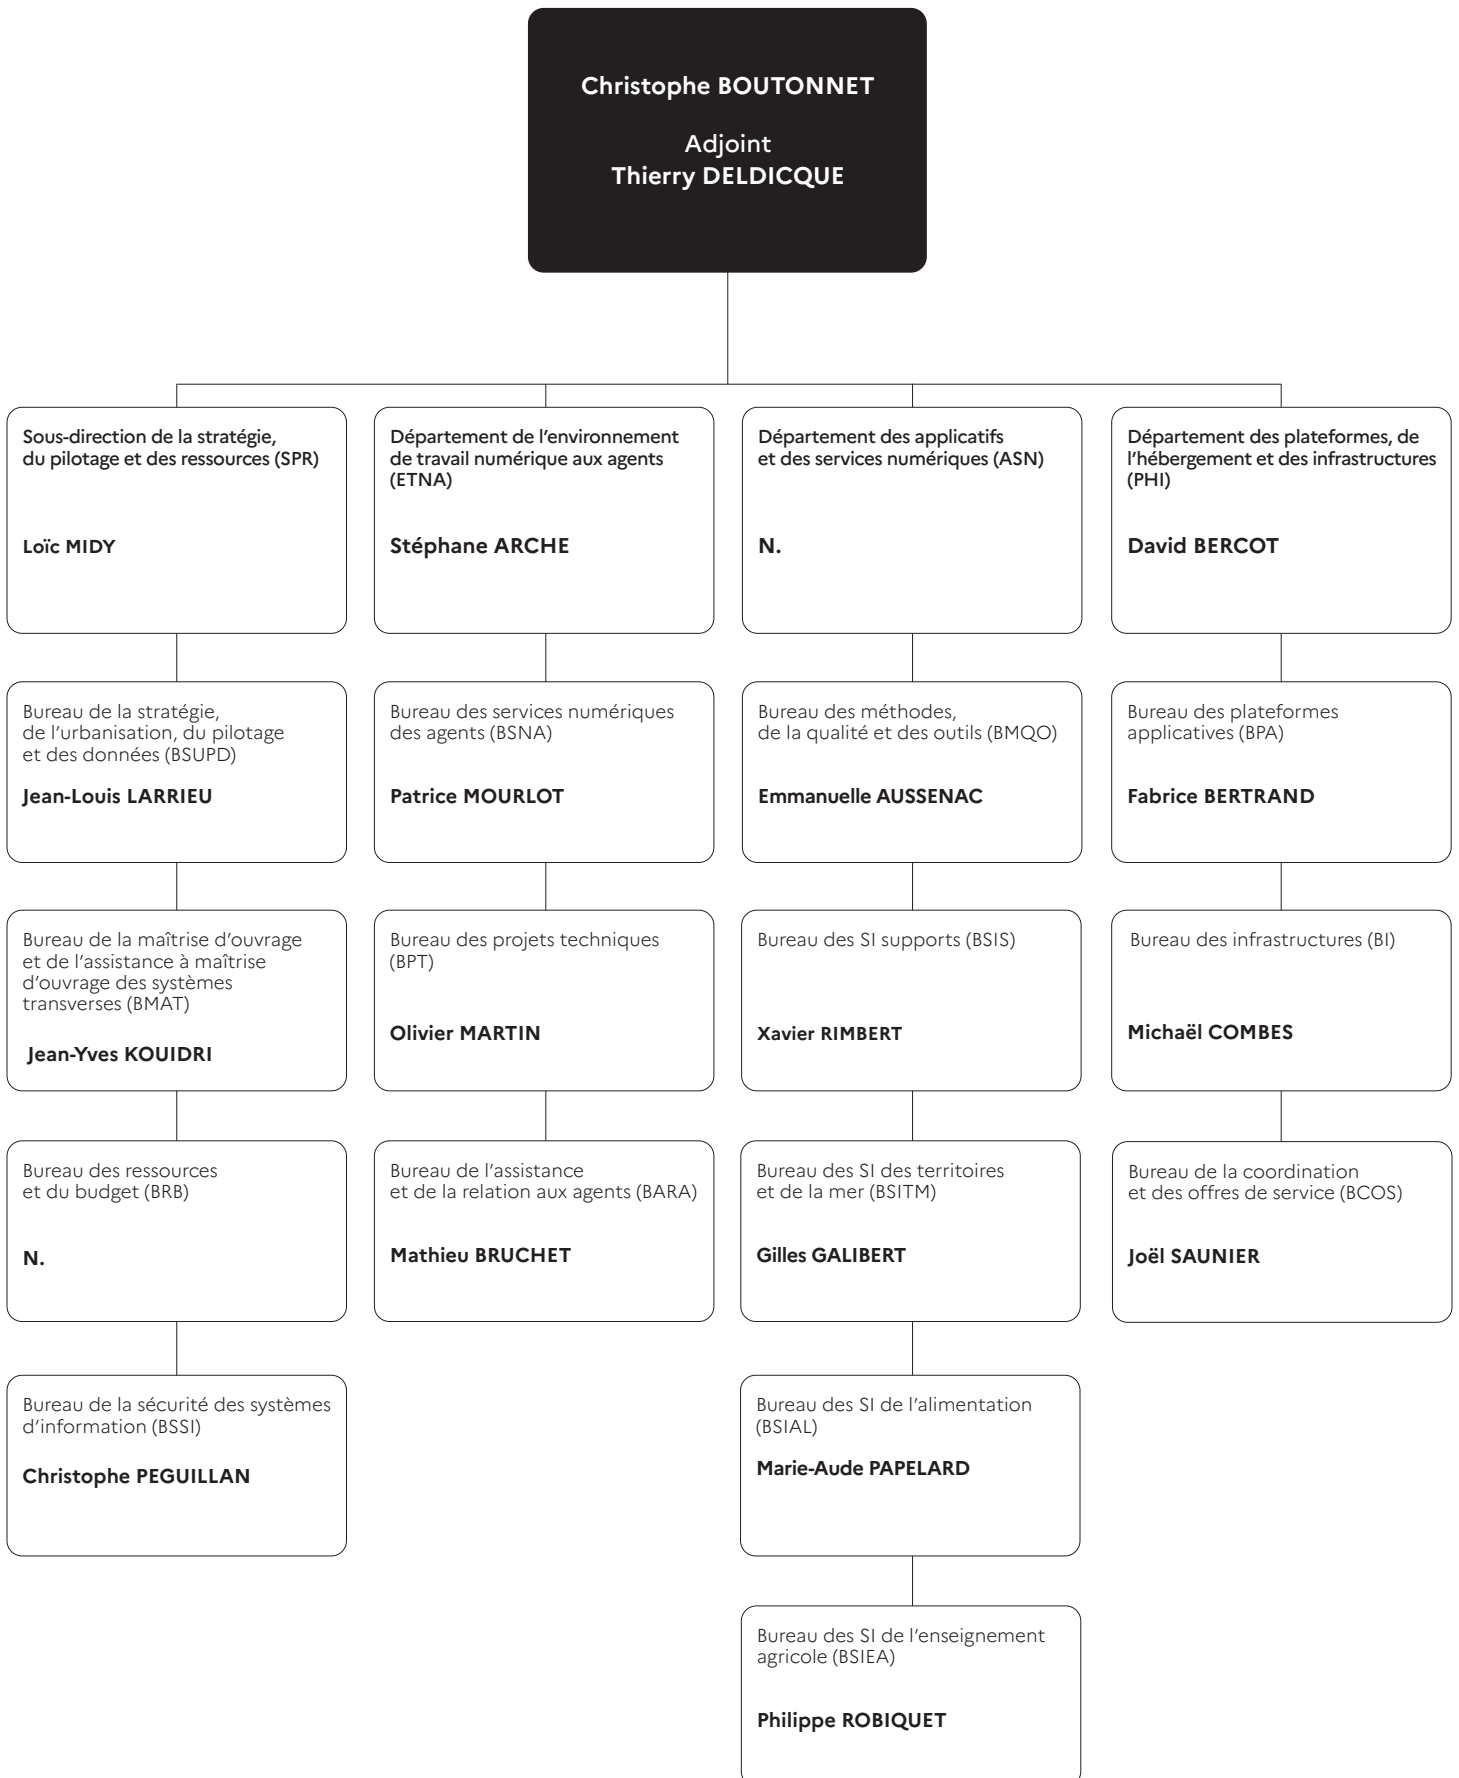 Christophe BOUTONNET
Adjoint
Thierry DELDICQUE
Sous-direction de la stratégie,
du pilotage et des ressources (SPR)
Loïc MIDY
Département de l'environnement
de travail numérique aux agents
(ETNA)
Stéphane ARCHE
Département des applicatifs
et des services numériques (ASN)
N.
Département des plateformes, de
l'hébergement et des infrastructures
(PHI)
David BERCOT
Bureau de la stratégie,
de l'urbanisation, du pilotage
et des données (BSUPD)
Jean-Louis LARRIEU
Bureau des services numériques
des agents (BSNA)
Patrice MOURLOT
Bureau des méthodes,
de la qualité et des outils (BMQO)
Emmanuelle AUSSENAC
Bureau des plateformes
applicatives (BPA)
Fabrice BERTRAND
Bureau de la maîtrise d'ouvrage
et de l'assistance à maîtrise
d'ouvrage des systèmes
transverses (BMAT)
Jean-Yves KOUIDRI
Bureau des projets techniques
(BPT)
Olivier MARTIN
Bureau des SI supports (BSIS)
Xavier RIMBERT
Bureau des infrastructures (BI)
Michaël COMBES
Bureau des ressources
et du budget (BRB)
N.
Bureau de l'assistance
et de la relation aux agents (BARA)
Mathieu BRUCHET
Bureau des SI des territoires
et de la mer (BSITM)
Gilles GALIBERT
Bureau de la coordination
et des offres de service (BCOS)
Joël SAUNIER
Bureau de la sécurité des systèmes
d'information (BSSI)
Christophe PEGUILLAN
Bureau des SI de l'alimentation
(BSIAL)
Marie-Aude PAPELARD
Bureau des SI de l'enseignement
agricole (BSIEA)
Philippe ROBIQUET